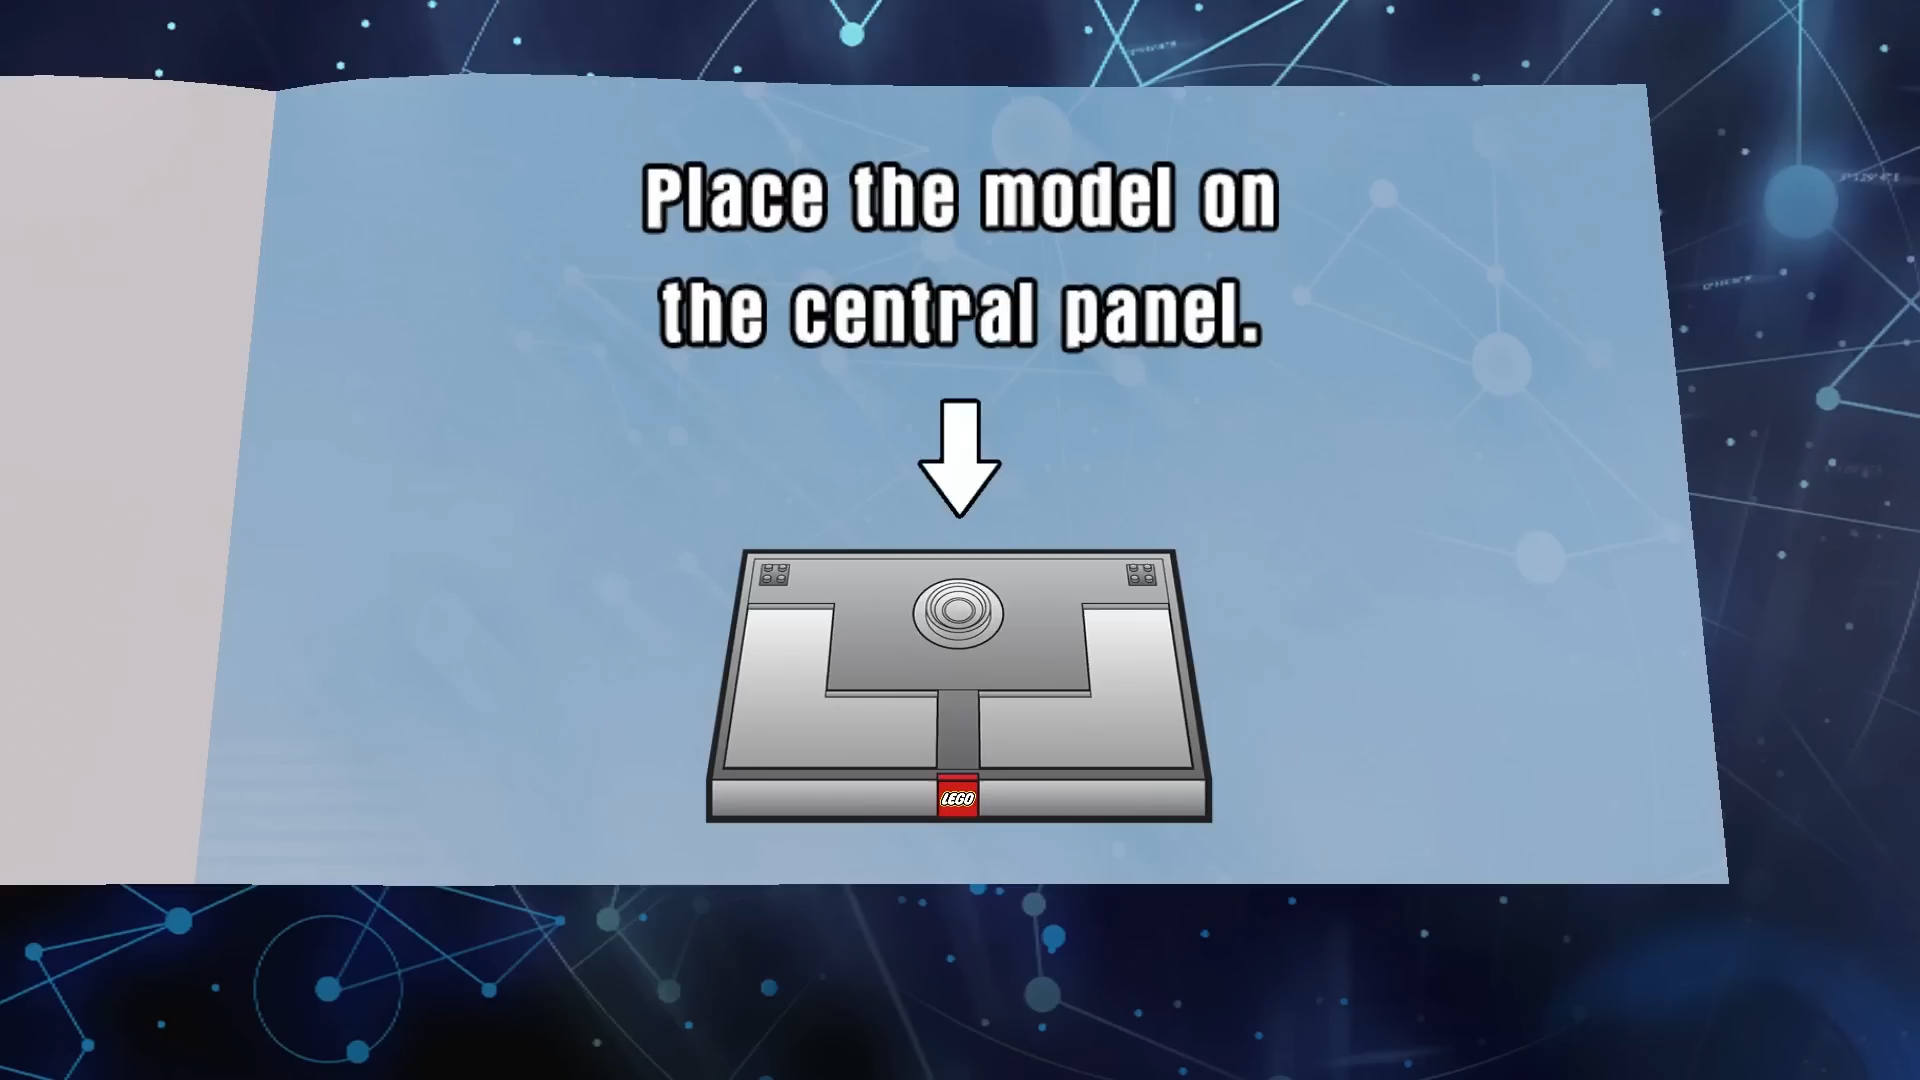 Place the model on
the central panel.
LEGO